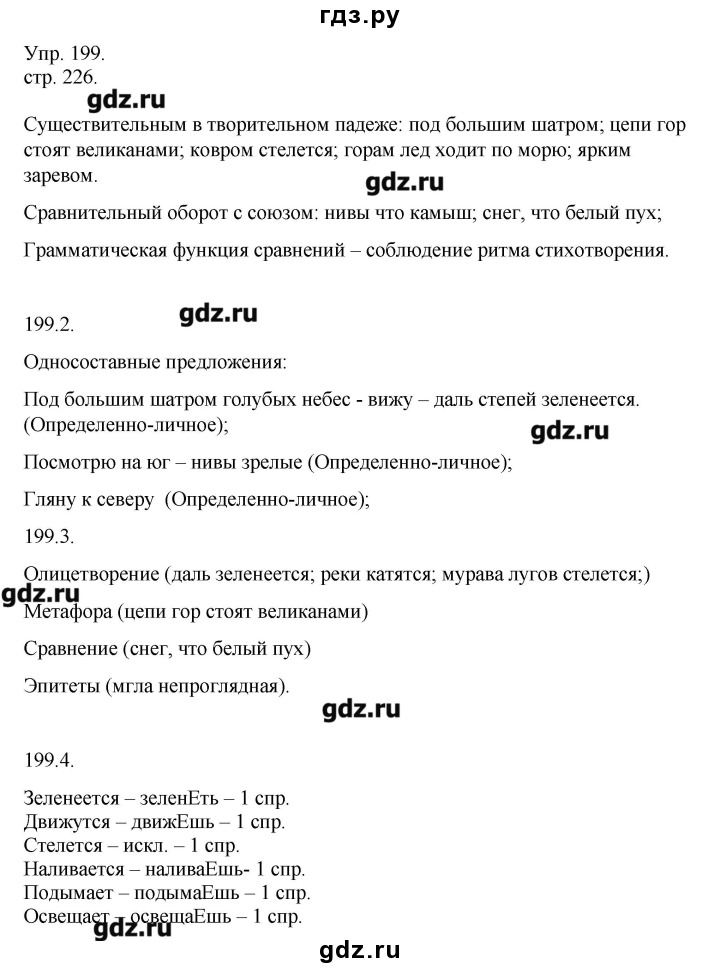 гдз.ру
Упр. 199.
стр. 226.
gdz.ru
Существительным в творительном падеже: под большим шатром; цепи гор
стоят великанами; ковром стелется; горам лед ходит по морю; ярким
заревом.
gdz.ru
Сравнительный оборот с союзом: нивы что камыш; снег, что белый пух;
Грамматическая функция сравнений – соблюдение ритма стихотворения.
gdz.ru
199.2.
Односоставные предложения:
Под большим шатром голубых небес - вижу – даль степей зеленеется.
(Определенно-личное);
gdz.ru
Посмотрю на юг – нивы зрелые (Определенно-личное);
Гляну к северу (Определенно-личное);
199.3.
Олицетворение (даль зеленеется; реки катятся; мурава лугов стелется;)
gdz.ru
Метафора (цепи гор стоят великанами)
Сравнение (снег, что белый пух)
Эпитеты (мгла непроглядная).
gdz.ru
199.4.
Зеленеется – зеленЕть – 1 спр.
Движутся – движЕшь – 1 спр.
Стелется – искл. – 1 спр.
Наливается – наливаЕшь- 1 спр.
Подымает – подымаЕшь – 1 спр.
Освещает – освещаЕшь – 1 спр.
gdz.ru
gdz.ru